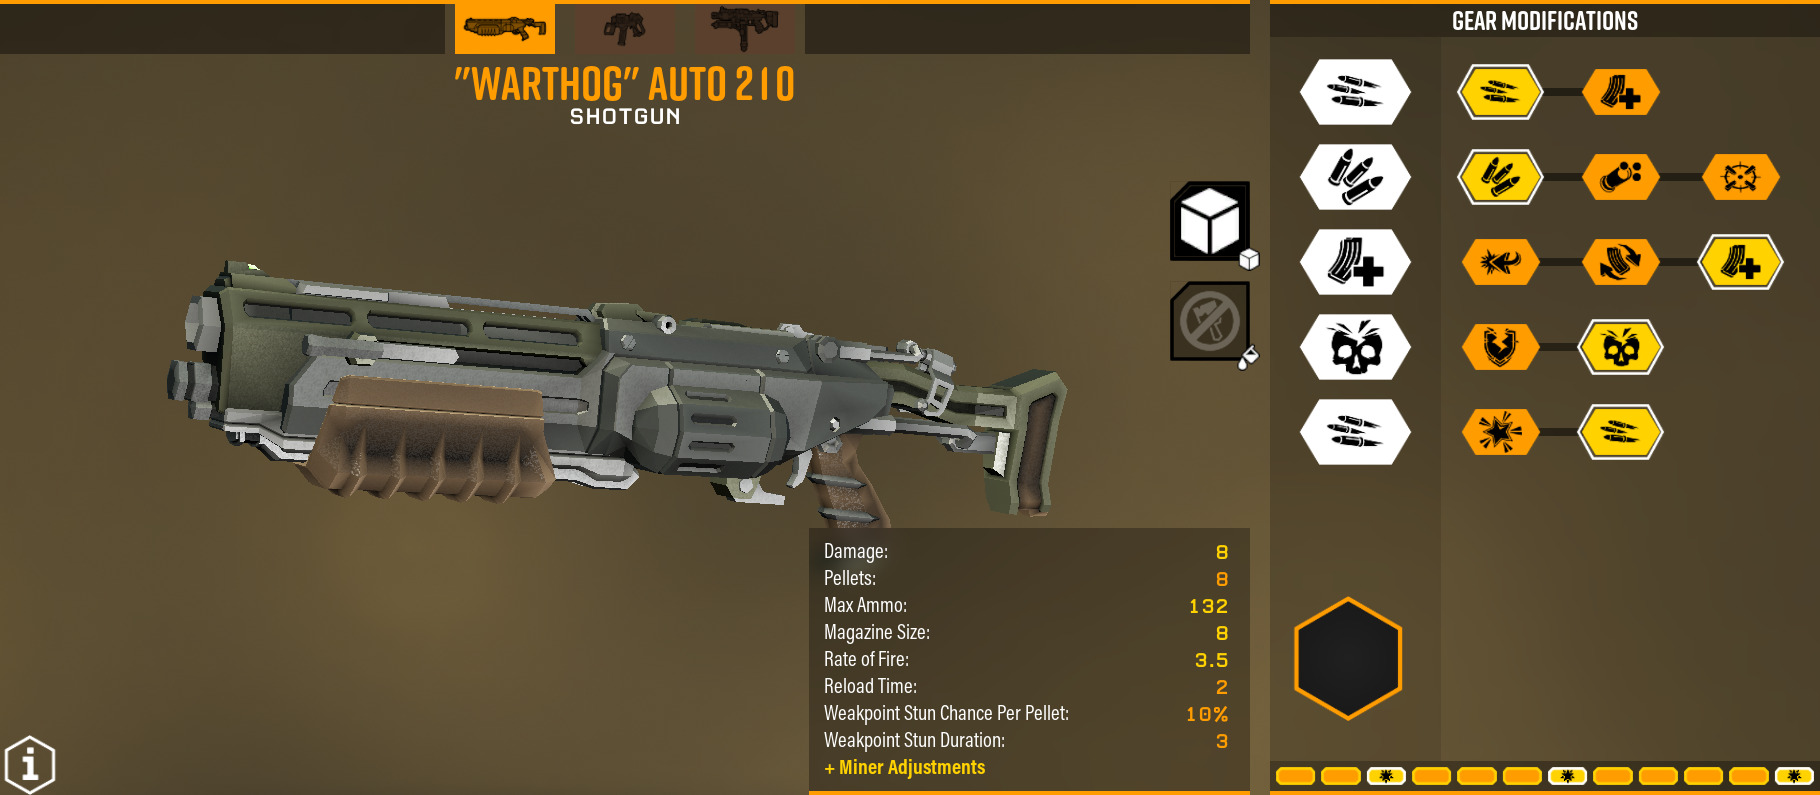 GEAR MODIFICATIONS
"WARTHOG" AUTO 210
SHOTGUN
Damage: 8
Pellets: 8
Max Ammo: 132
Magazine Size: 8
Rate of Fire: 3.5
Reload Time: 2
Weakpoint Stun Chance Per Pellet: 10%
Weakpoint Stun Duration: 3
+ Miner Adjustments